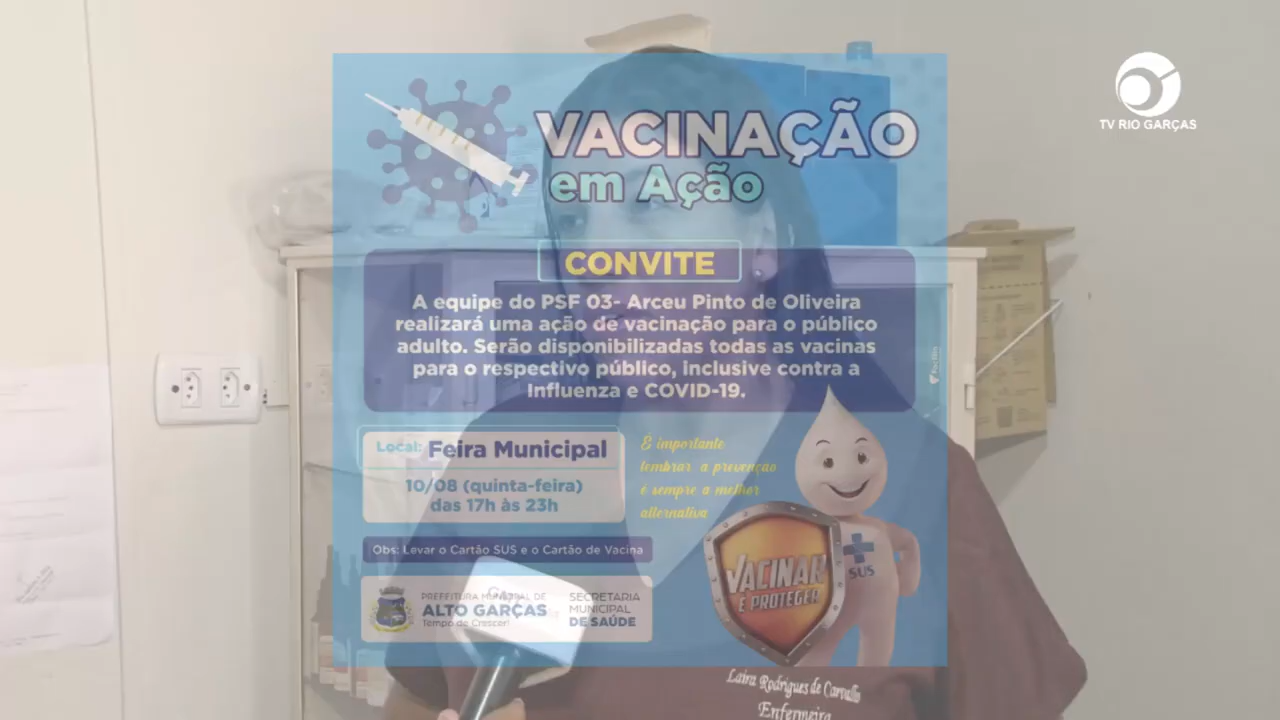 TV RIO GARÇAS
VACINAÇÃO
em Ação
CONVITE
A equipe do PSF 03- Arceu Pinto de Oliveira
realizará uma ação de vacinação para o público
adulto. Serão disponibilizadas todas as vacinas
para o respectivo público, inclusive contra a
Influenza e COVID-19.
Local: Feira Municipal
10/08 (quinta-feira)
das 17h às 23h
É importante
lembrar a prevenção
é sempre a melhor
alternativa
Obs: Levar o Cartão SUS e o Cartão de Vacina
PREFEITURA MUNICIPAL DE
ALTO GARÇAS
Tempo de Crescer!
SECRETARIA
MUNICIPAL
DE SAÚDE
VACINAR
É PROTEGER
SUS
Laira Rodrigues de Carvalho
Enfermeira